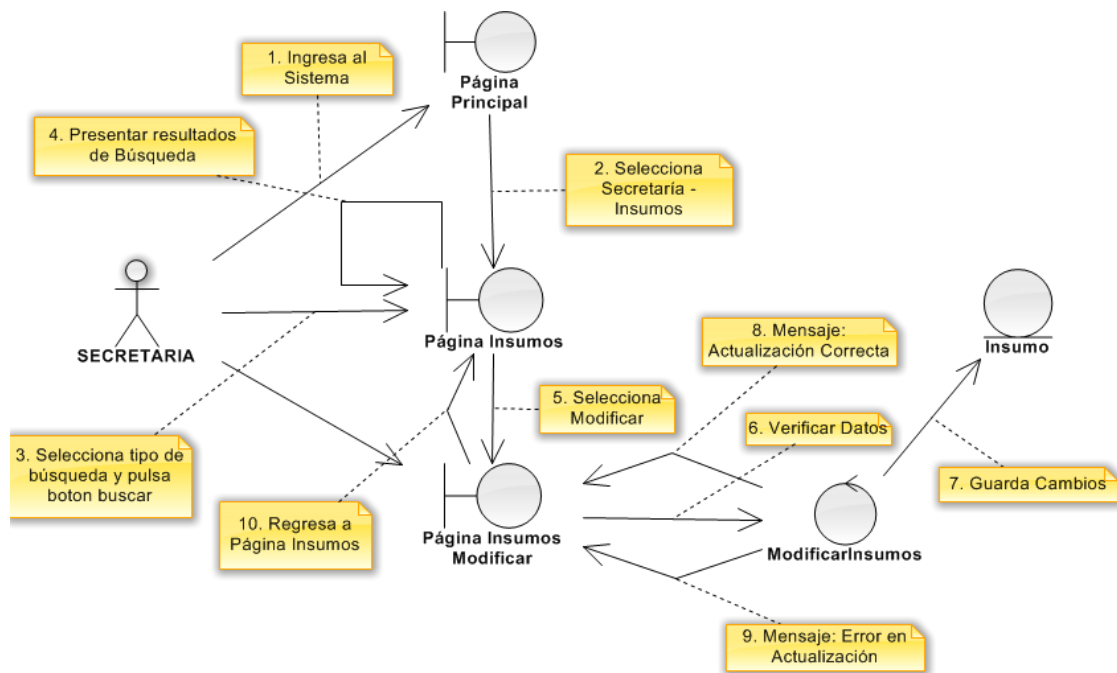 1. Ingresa al
Sistema
Página
Principal
4. Presentar resultados
de Búsqueda
2. Selecciona
Secretaría -
Insumos
SECRETARIA
Página Insumos
Insumo
8. Mensaje:
Actualización Correcta
5. Selecciona
Modificar
6. Verificar Datos
3. Selecciona tipo de
búsqueda y pulsa
boton buscar
7. Guarda Cambios
10. Regresa a
Página Insumos
Página Insumos
Modificar
ModificarInsumos
9. Mensaje: Error en
Actualización